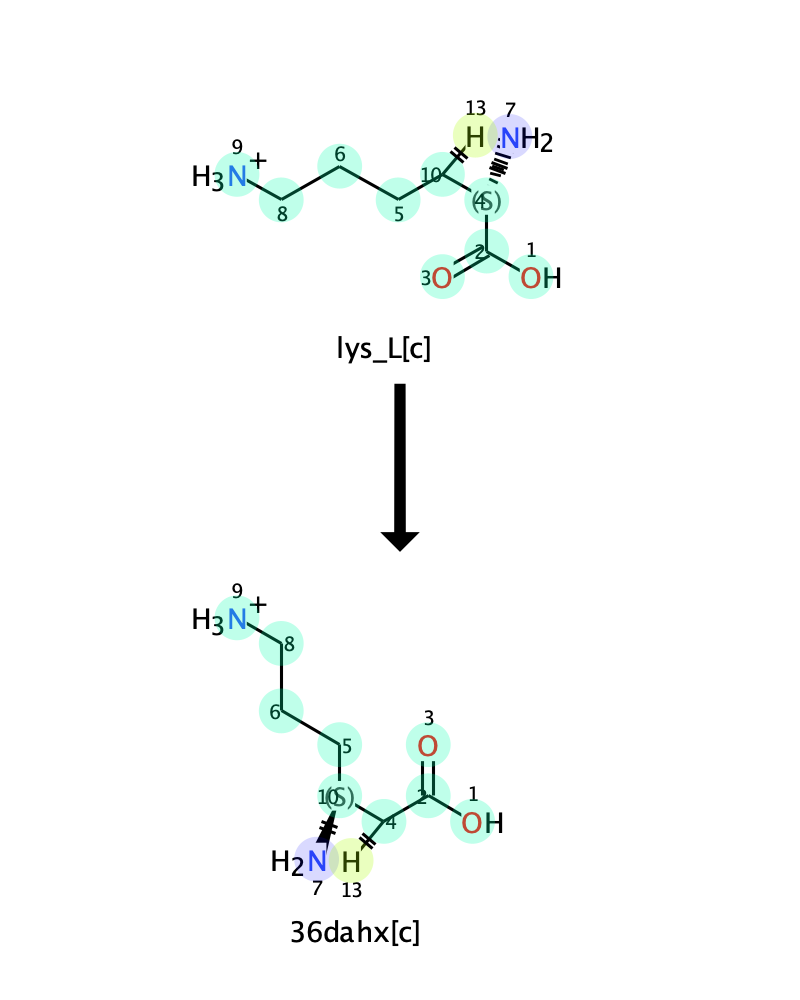 13 7
9 + 6 H NH2
H3N 10
(S)
4
8 5
2 1
3O OH
lys_L[c]
9 +
H3N 8
3
6 5 O
10 (S) 2 1
4 OH
H2N H
7 13
36dahx[c]